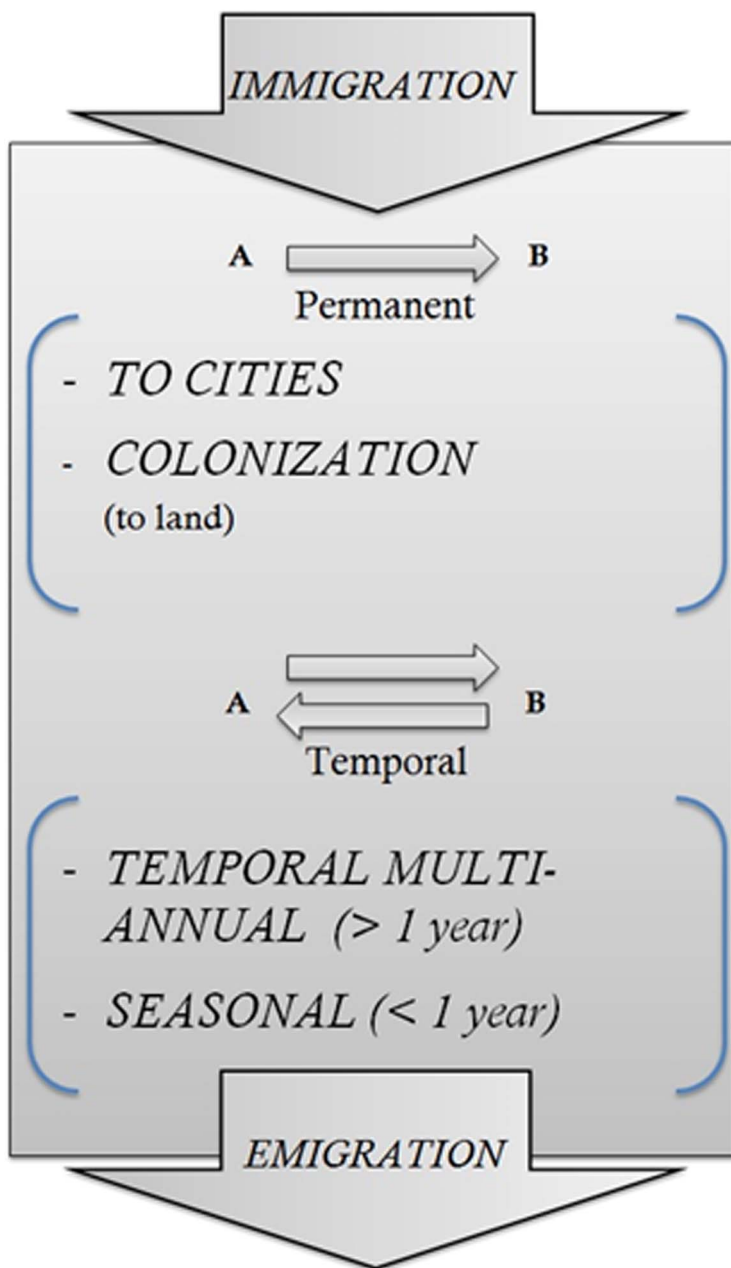 IMMIGRATION
A B
Permanent
- TO CITIES
- COLONIZATION
(to land)
A B
Temporal
- TEMPORAL MULTI-
ANNUAL (> 1 year)
- SEASONAL (< 1 year)
EMIGRATION